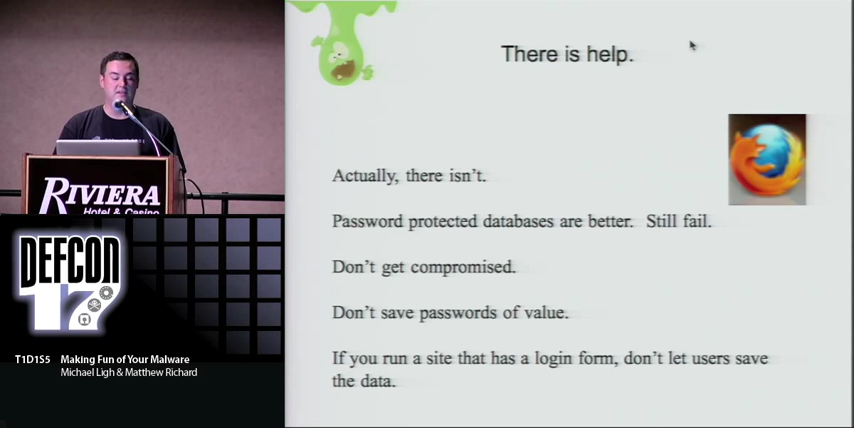 There is help.
Actually, there isn't.
Password protected databases are better. Still fail.
Don't get compromised.
Don't save passwords of value.
If you run a site that has a login form, don't let users save
the data.
RIVIERA
Hotel & Casino
DEFCON
17
T1D1S5 Making Fun of Your Malware
Michael Ligh & Matthew Richard